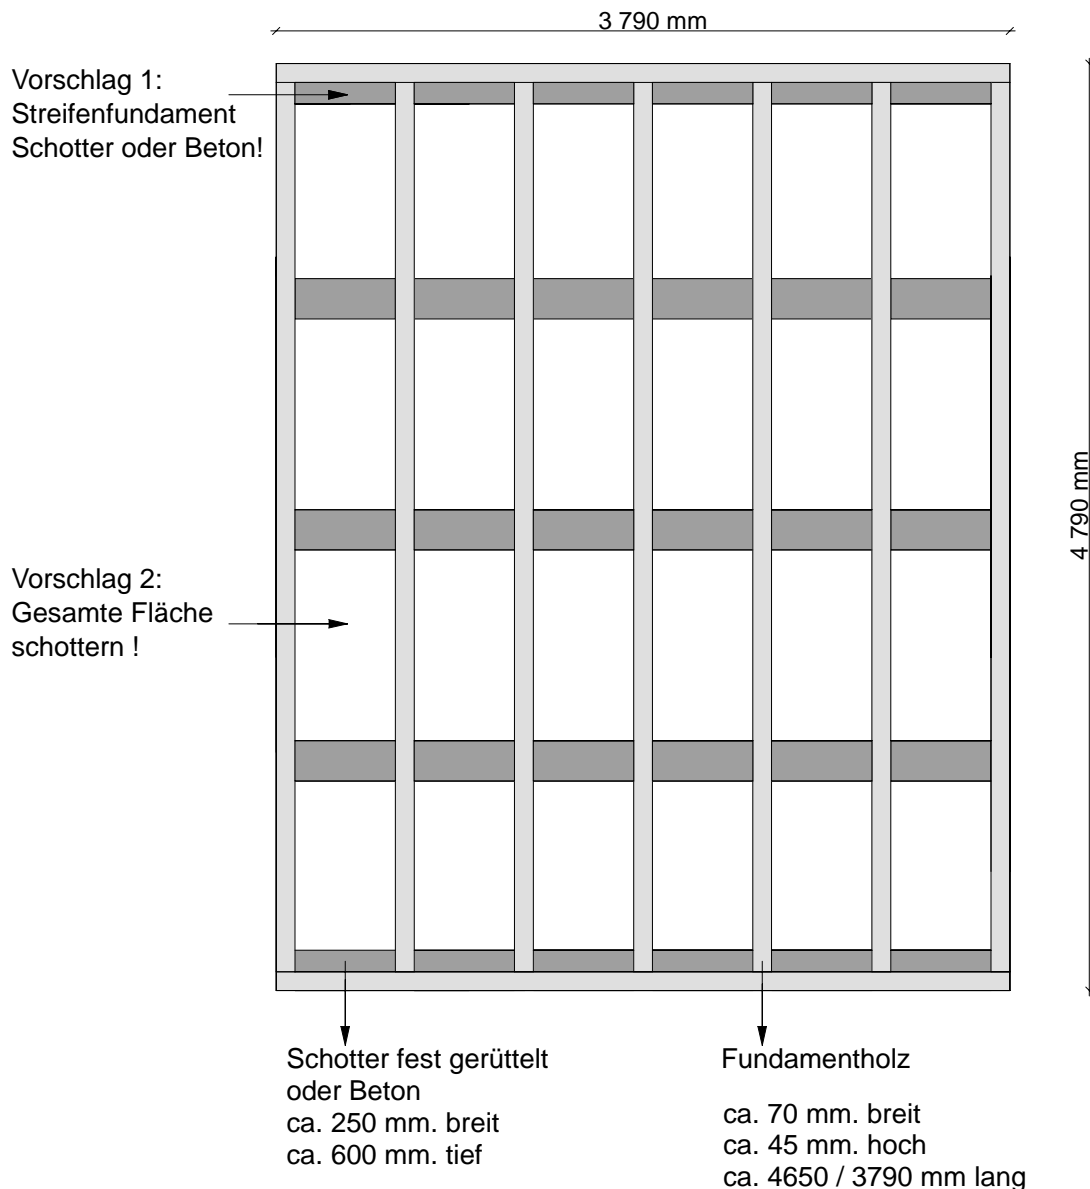 3 790 mm
Vorschlag 1:
Streifenfundament
Schotter oder Beton!
4 790 mm
Vorschlag 2:
Gesamte Fläche
schottern !
Schotter fest gerüttelt
oder Beton
ca. 250 mm. breit
ca. 600 mm. tief
Fundamentholz
ca. 70 mm. breit
ca. 45 mm. hoch
ca. 4650 / 3790 mm lang